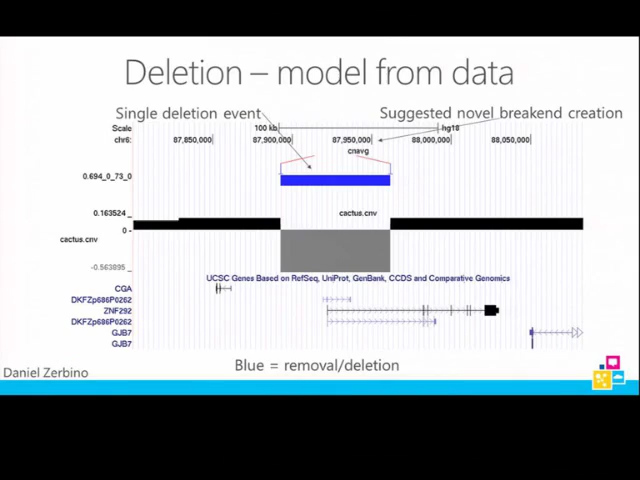 Deletion – model from data
Single deletion event
Suggested novel breakend creation
Scale 100 kb hg18
chr6: 87,850,000 87,900,000 87,950,000 88,000,000 88,050,000
cnavg
0.694_0_73_0
0.163524 _ cactus.cnv
0 -
cactus.cnv
-0.563895 _
UCSC Genes Based on RefSeq, UniProt, GenBank, CCDS and Comparative Genomics
CGA
DKFZp686P0262
ZNF292
DKFZp686P0262
GJB7
GJB7
Blue = removal/deletion
Daniel Zerbino